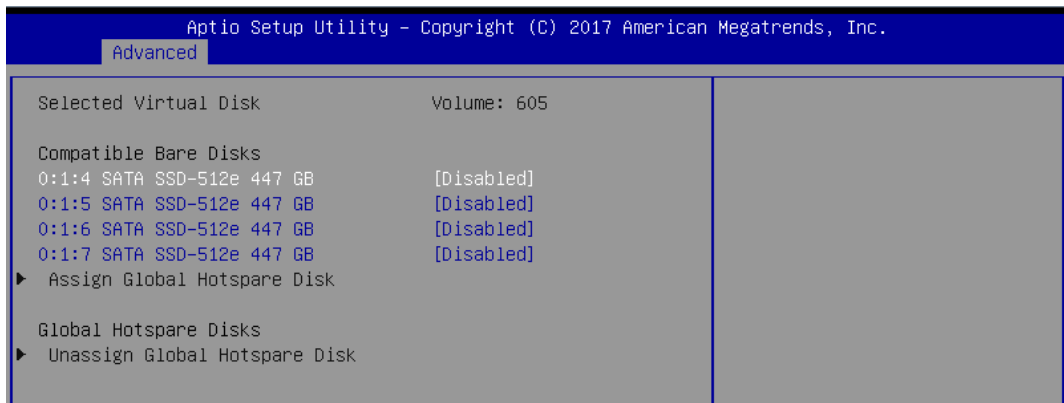 Aptio Setup Utility – Copyright (C) 2017 American Megatrends, Inc.
Advanced
Selected Virtual Disk Volume: 605
Compatible Bare Disks
0:1:4 SATA SSD-512e 447 GB [Disabled]
0:1:5 SATA SSD-512e 447 GB [Disabled]
0:1:6 SATA SSD-512e 447 GB [Disabled]
0:1:7 SATA SSD-512e 447 GB [Disabled]
Assign Global Hotspare Disk
Global Hotspare Disks
Unassign Global Hotspare Disk